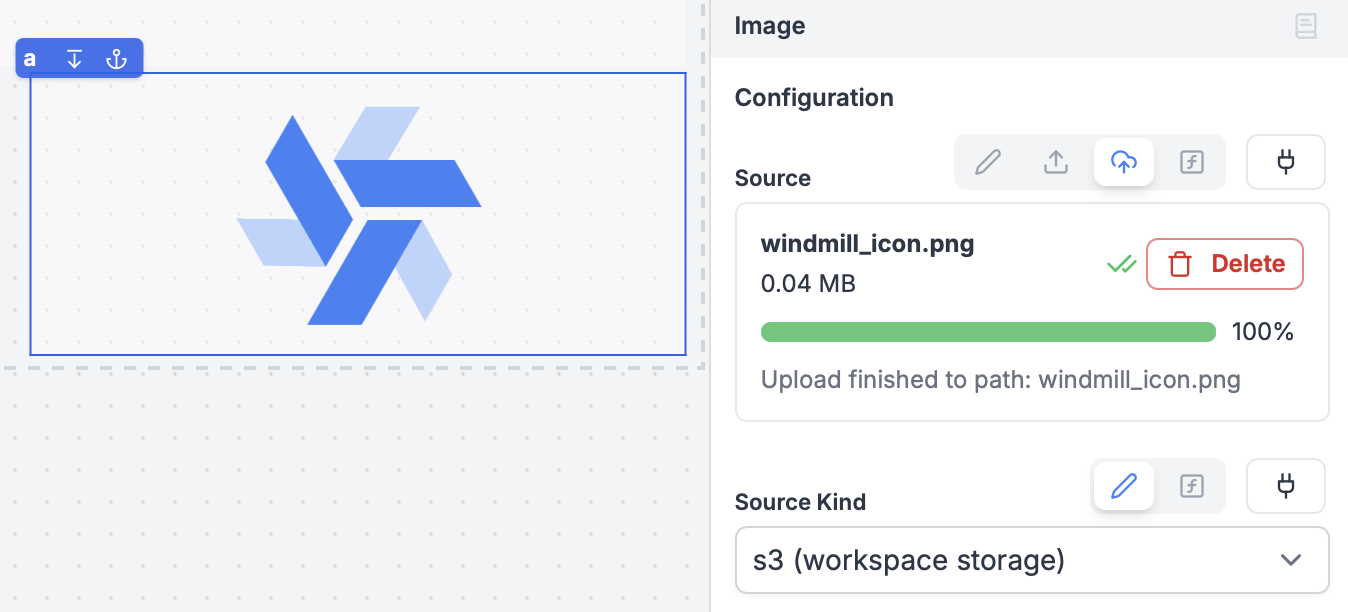 a
Image
Configuration
Source
windmill_icon.png
0.04 MB
Delete
100%
Upload finished to path: windmill_icon.png
Source Kind
s3 (workspace storage)